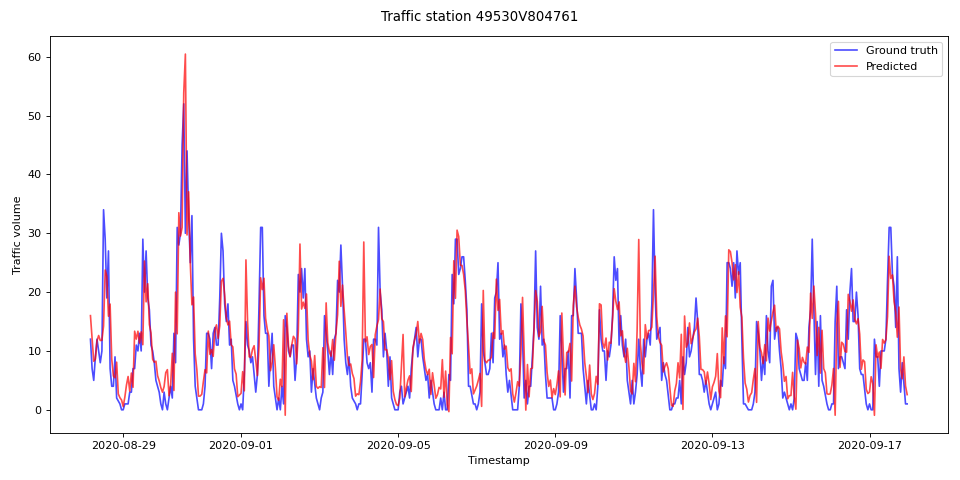 Traffic station 49530V804761
Ground truth
Predicted
Traffic volume
60
50
40
30
20
10
0
2020-08-29
2020-09-01
2020-09-05
2020-09-09
2020-09-13
2020-09-17
Timestamp